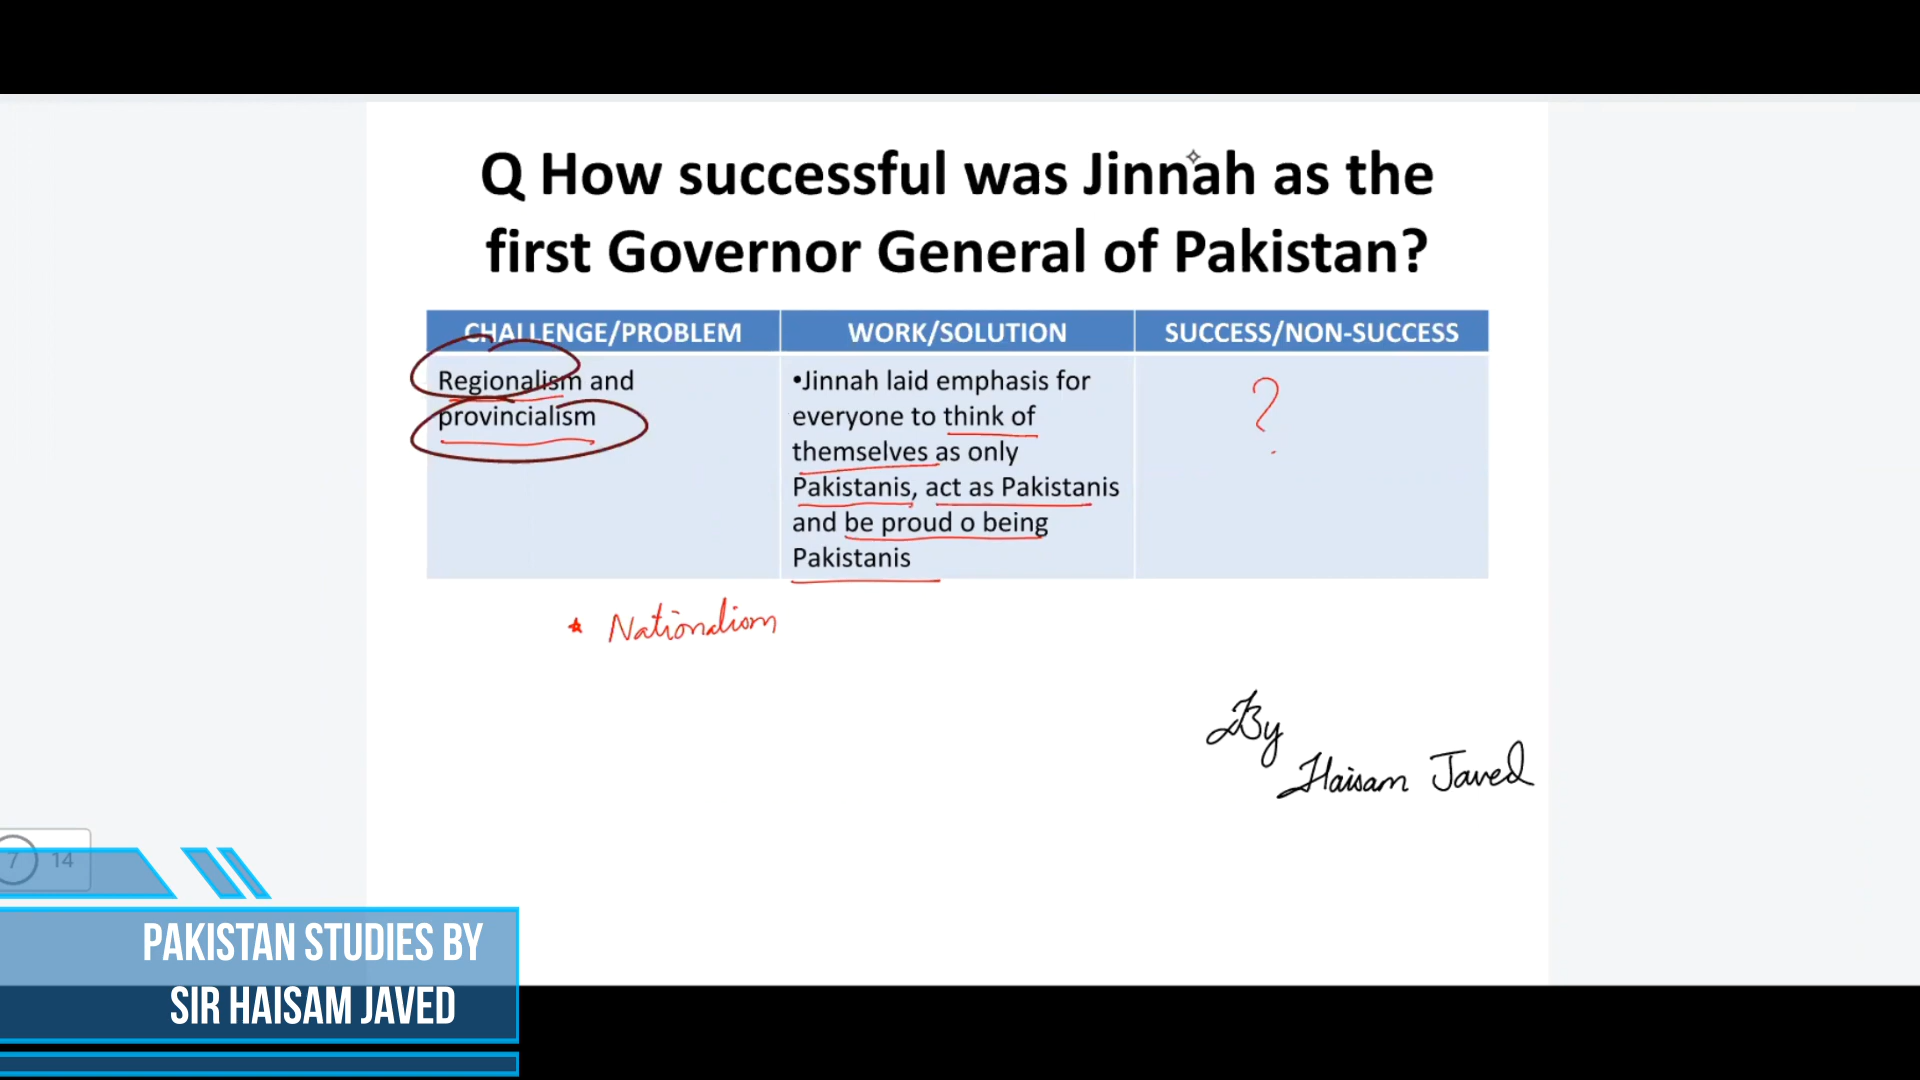 Q How successful was Jinnah as the
first Governor General of Pakistan?
CHALLENGE/PROBLEM WORK/SOLUTION SUCCESS/NON-SUCCESS
Regionalism and
provincialism
•Jinnah laid emphasis for
everyone to think of
themselves as only
Pakistanis, act as Pakistanis
and be proud o being
Pakistanis
?
* Nationalism
By
Haisam Javed
7 14
PAKISTAN STUDIES BY
SIR HAISAM JAVED